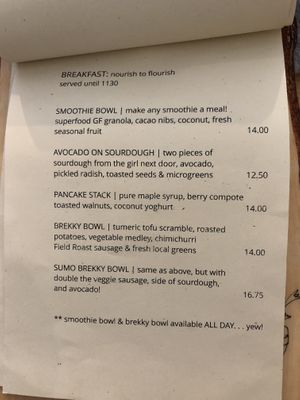 BREAKFAST: nourish to flourish
served until 1130
SMOOTHIE BOWL | make any smoothie a meal!
superfood GF granola, cacao nibs, coconut, fresh
seasonal fruit 14.00
AVOCADO ON SOURDOUGH | two pieces of
sourdough from the girl next door, avocado,
pickled radish, toasted seeds & microgreens 12.50
PANCAKE STACK | pure maple syrup, berry compote
toasted walnuts, coconut yoghurt 14.00
BREKKY BOWL | tumeric tofu scramble, roasted
potatoes, vegetable medley, chimichurri
Field Roast sausage & fresh local greens 14.00
SUMO BREKKY BOWL | same as above, but with
double the veggie sausage, side of sourdough,
and avocado! 16.75
** smoothie bowl & brekky bowl available ALL DAY. . . yew!